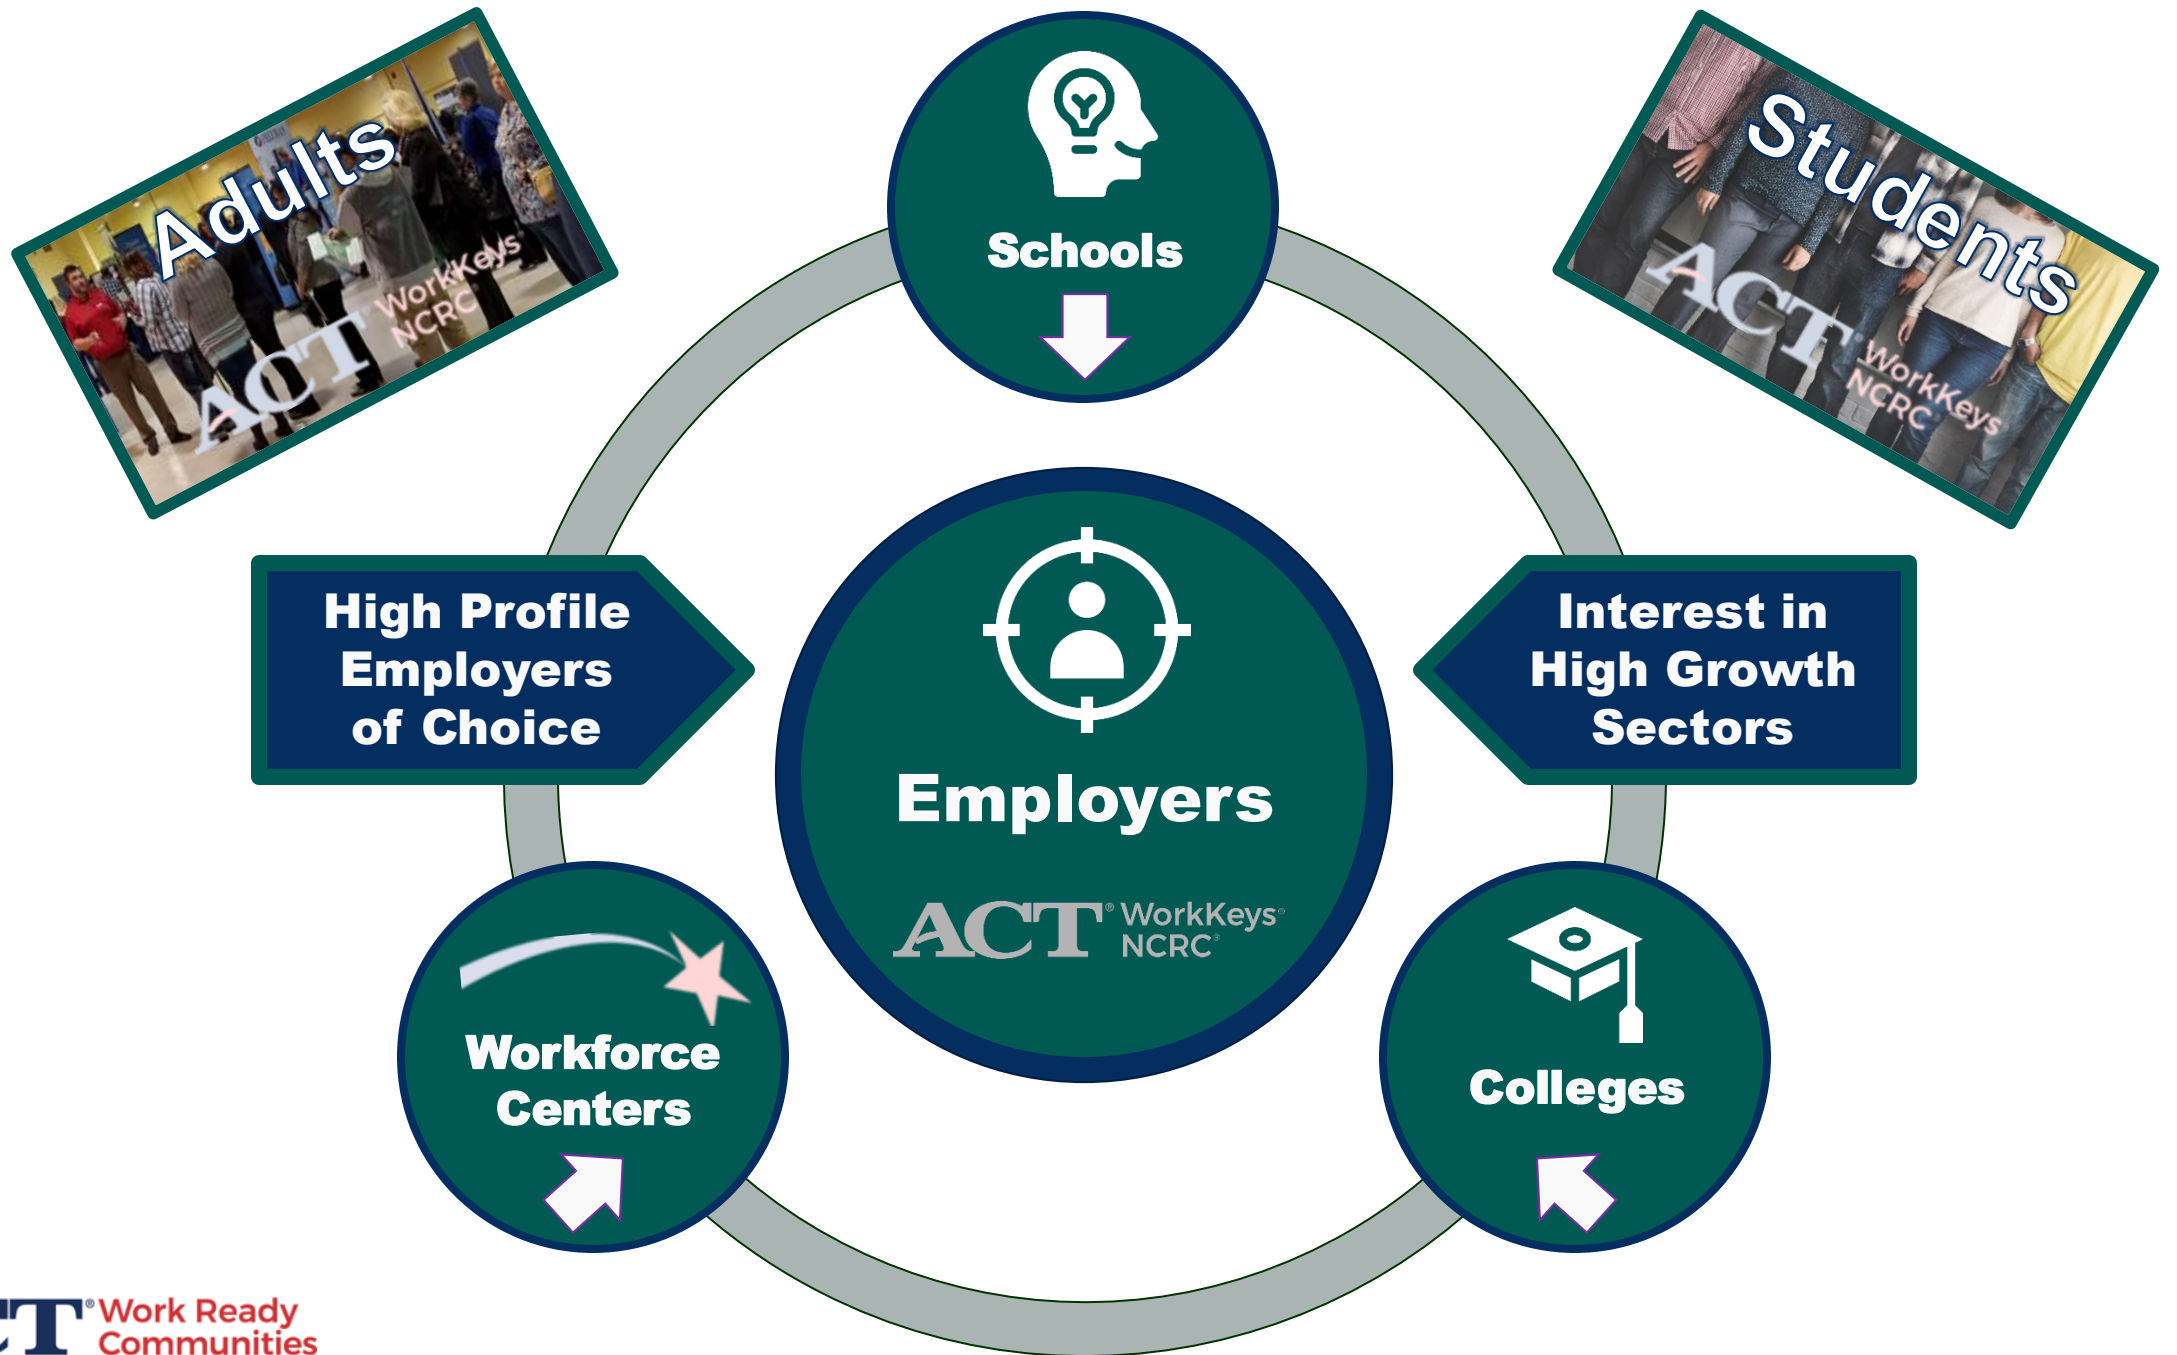 Adults
ACT WorkKeys
NCRC
Schools
Students
ACT WorkKeys
NCRC
High Profile
Employers
of Choice
Interest in
High Growth
Sectors
Employers
ACT® WorkKeys®
NCRC®
Workforce
Centers
Colleges
CT® Work Ready
Communities